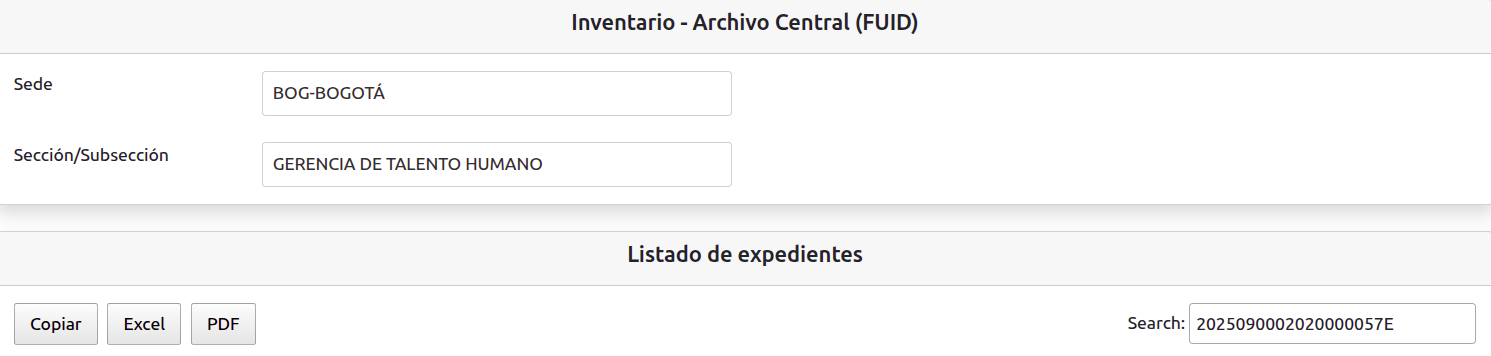 Inventario - Archivo Central (FUID)
Sede
BOG-BOGOTÁ
Sección/Subsección
GERENCIA DE TALENTO HUMANO
Listado de expedientes
Copiar Excel PDF Search: 2025090002020000057E